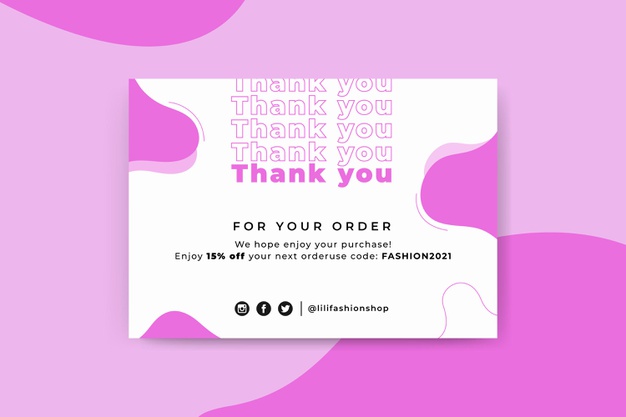 Thank you
Thank you
Thank you
Thank you
Thank you
FOR YOUR ORDER
We hope enjoy your purchase!
Enjoy 15% off your next orderuse code: FASHION2021
@lilifashionshop